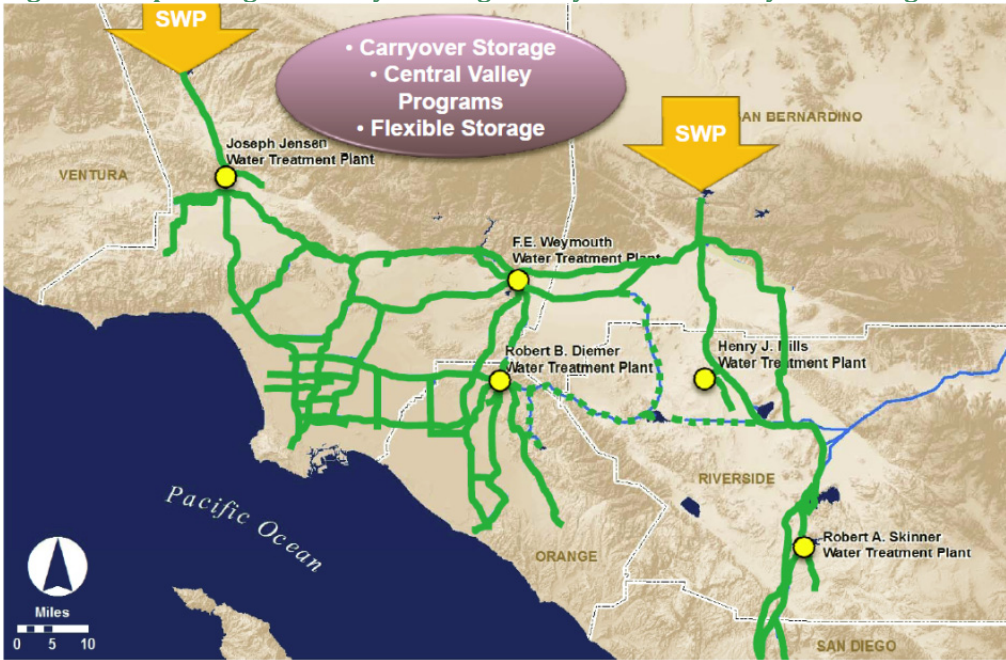 SWP
• Carryover Storage
• Central Valley
Programs
• Flexible Storage
SWP
SAN BERNARDINO
Joseph Jensen
Water Treatment Plant
VENTURA
F.E. Weymouth
Water Treatment Plant
Robert B. Diemer
Water Treatment Plant
Henry J. Mills
Water Treatment Plant
RIVERSIDE
Pacific Ocean
Robert A. Skinner
Water Treatment Plant
ORANGE
Miles
0 5 10
SAN DIEGO